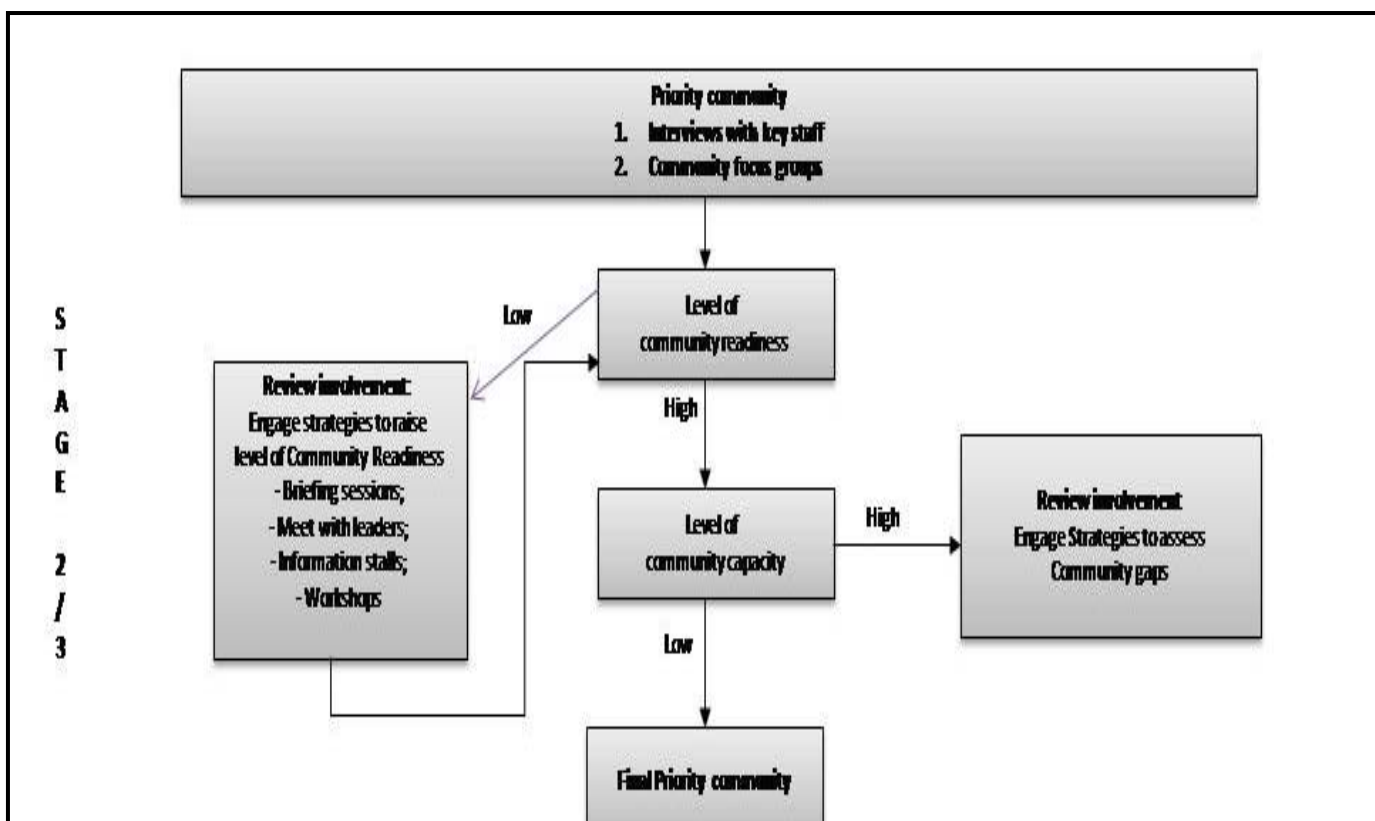 Priority community
1. Interviews with key staff
2. Community focus groups
Level of
community readiness
Low
High
Review involvement:
Engage strategies to raise
level of Community Readiness
- Briefing sessions;
- Meet with leaders;
- Information stalls;
- Workshops
Level of
community capacity
High
Review involvement
Engage Strategies to assess
Community gaps
Low
Final Priority community
S
T
A
G
E
2
/
3